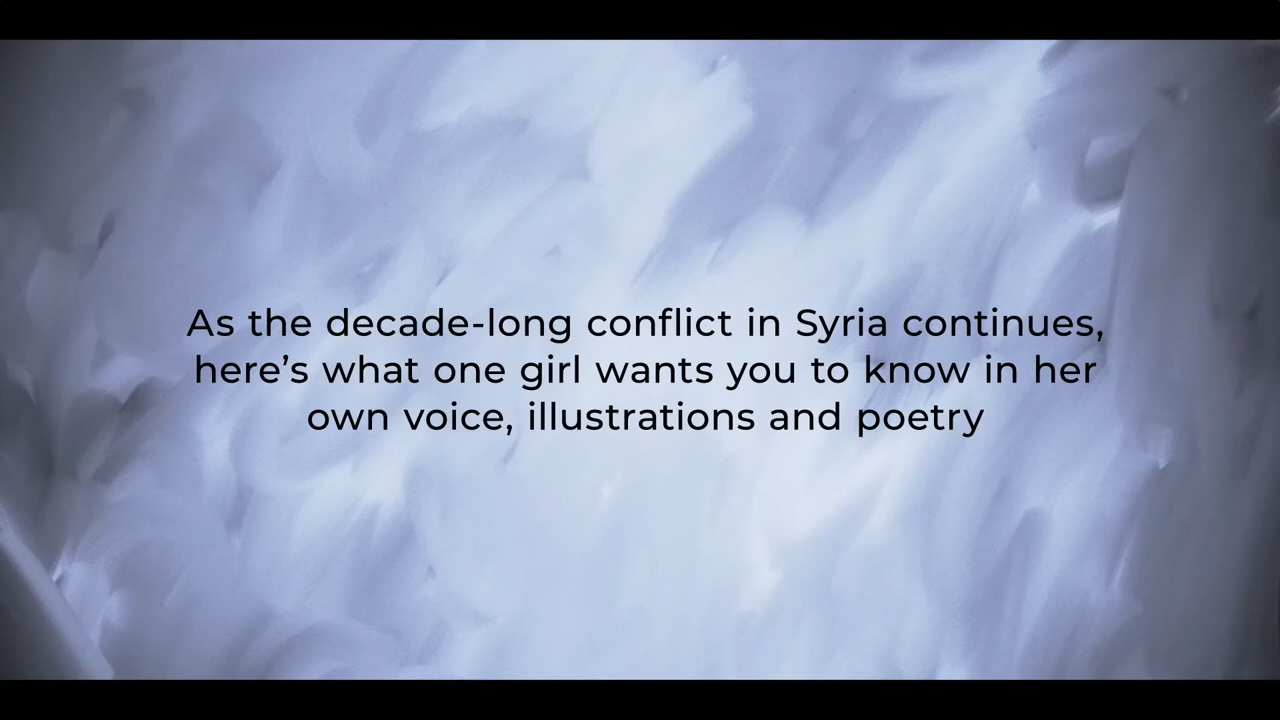 As the decade-long conflict in Syria continues,
here’s what one girl wants you to know in her
own voice, illustrations and poetry